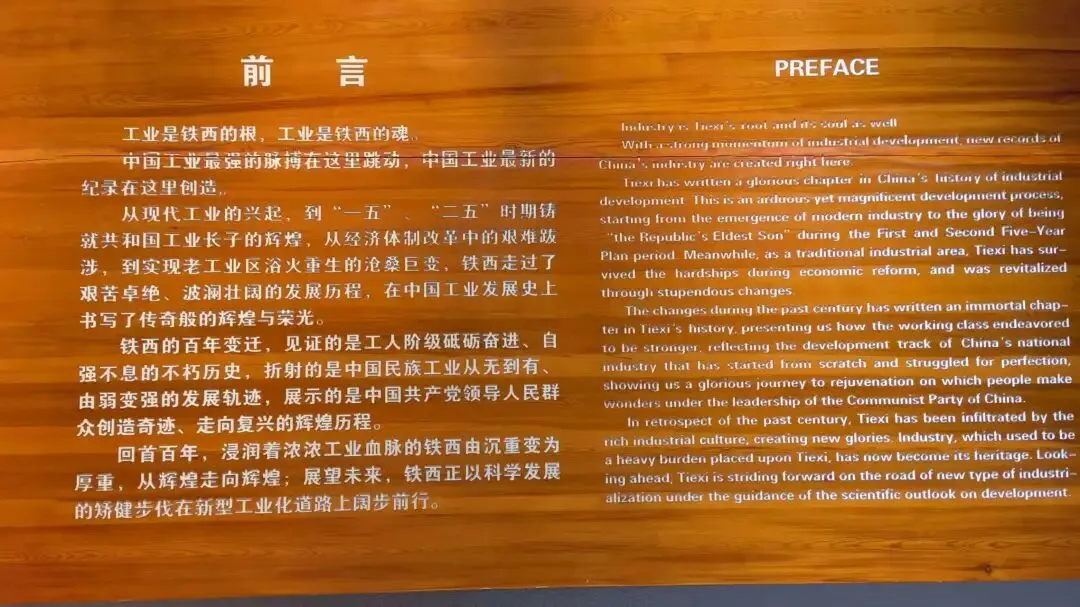 前 言
工业是铁西的根，工业是铁西的魂。
中国工业最强的脉搏在这里跳动，中国工业最新的
纪录在这里创造。
从现代工业的兴起，到“一五”、“二五”时期铸
就共和国工业长子的辉煌，从经济体制改革中的艰难跋
涉，到实现老工业区浴火重生的沧桑巨变，铁西走过了
艰苦卓绝、波澜壮阔的发展历程，在中国工业发展史上
书写了传奇般的辉煌与荣光。
铁西的百年变迁，见证的是工人阶级砥砺奋进、自
强不息的不朽历史，折射的是中国民族工业从无到有、
由弱变强的发展轨迹，展示的是中国共产党领导人民群
众创造奇迹、走向复兴的辉煌历程。
回首百年，浸润着浓浓工业血脉的铁西由沉重变为
厚重，从辉煌走向辉煌；展望未来，铁西正以科学发展
的矫健步伐在新型工业化道路上阔步前行。
PREFACE
Industry is Tiexi's root and its soul as well
With a strong momentum of industrial development, new records of
China's industry are created right here.
Tiexi has written a glorious chapter in China's history of industrial
development. This is an arduous yet magnificent development process,
starting from the emergence of modern industry to the glory of being
"the Republic's Eldest Son" during the First and Second Five-Year
Plan period. Meanwhile, as a traditional industrial area, Tiexi has sur-
vived the hardships during economic reform, and was revitalized
through stupendous changes.
The changes during the past century has written an immortal chap-
ter in Tiexi's history, presenting us how the working class endeavored
to be stronger, reflecting the development track of China's national
industry that has started from scratch and struggled for perfection,
showing us a glorious journey to rejuvenation on which people make
wonders under the leadership of the Communist Party of China.
In retrospect of the past century, Tiexi has been infiltrated by the
rich industrial culture, creating new glories. Industry, which used to be
a heavy burden placed upon Tiexi, has now become its heritage. Look-
ing ahead, Tiexi is striding forward on the road of new type of industri-
alization under the guidance of the scientific outlook on development.